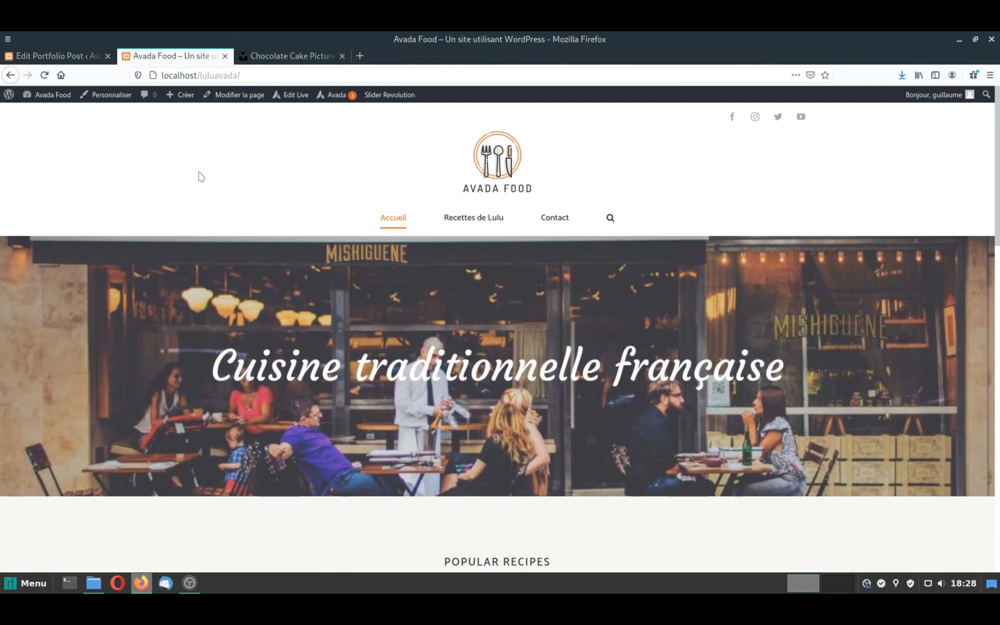 Avada Food – Un site utilisant WordPress - Mozilla Firefox
Edit Portfolio Post ‹ Ava
Avada Food – Un site ut
Chocolate Cake Picture
localhost/luluavada/
Avada Food Personnaliser 0 Créer Modifier la page Edit Live Avada 3 Slider Revolution Bonjour, guillaume
AVADA FOOD
Accueil Recettes de Lulu Contact
MISHIGUENE
MISHIGUENE
Cuisine traditionnelle française
POPULAR RECIPES
Menu 18:28